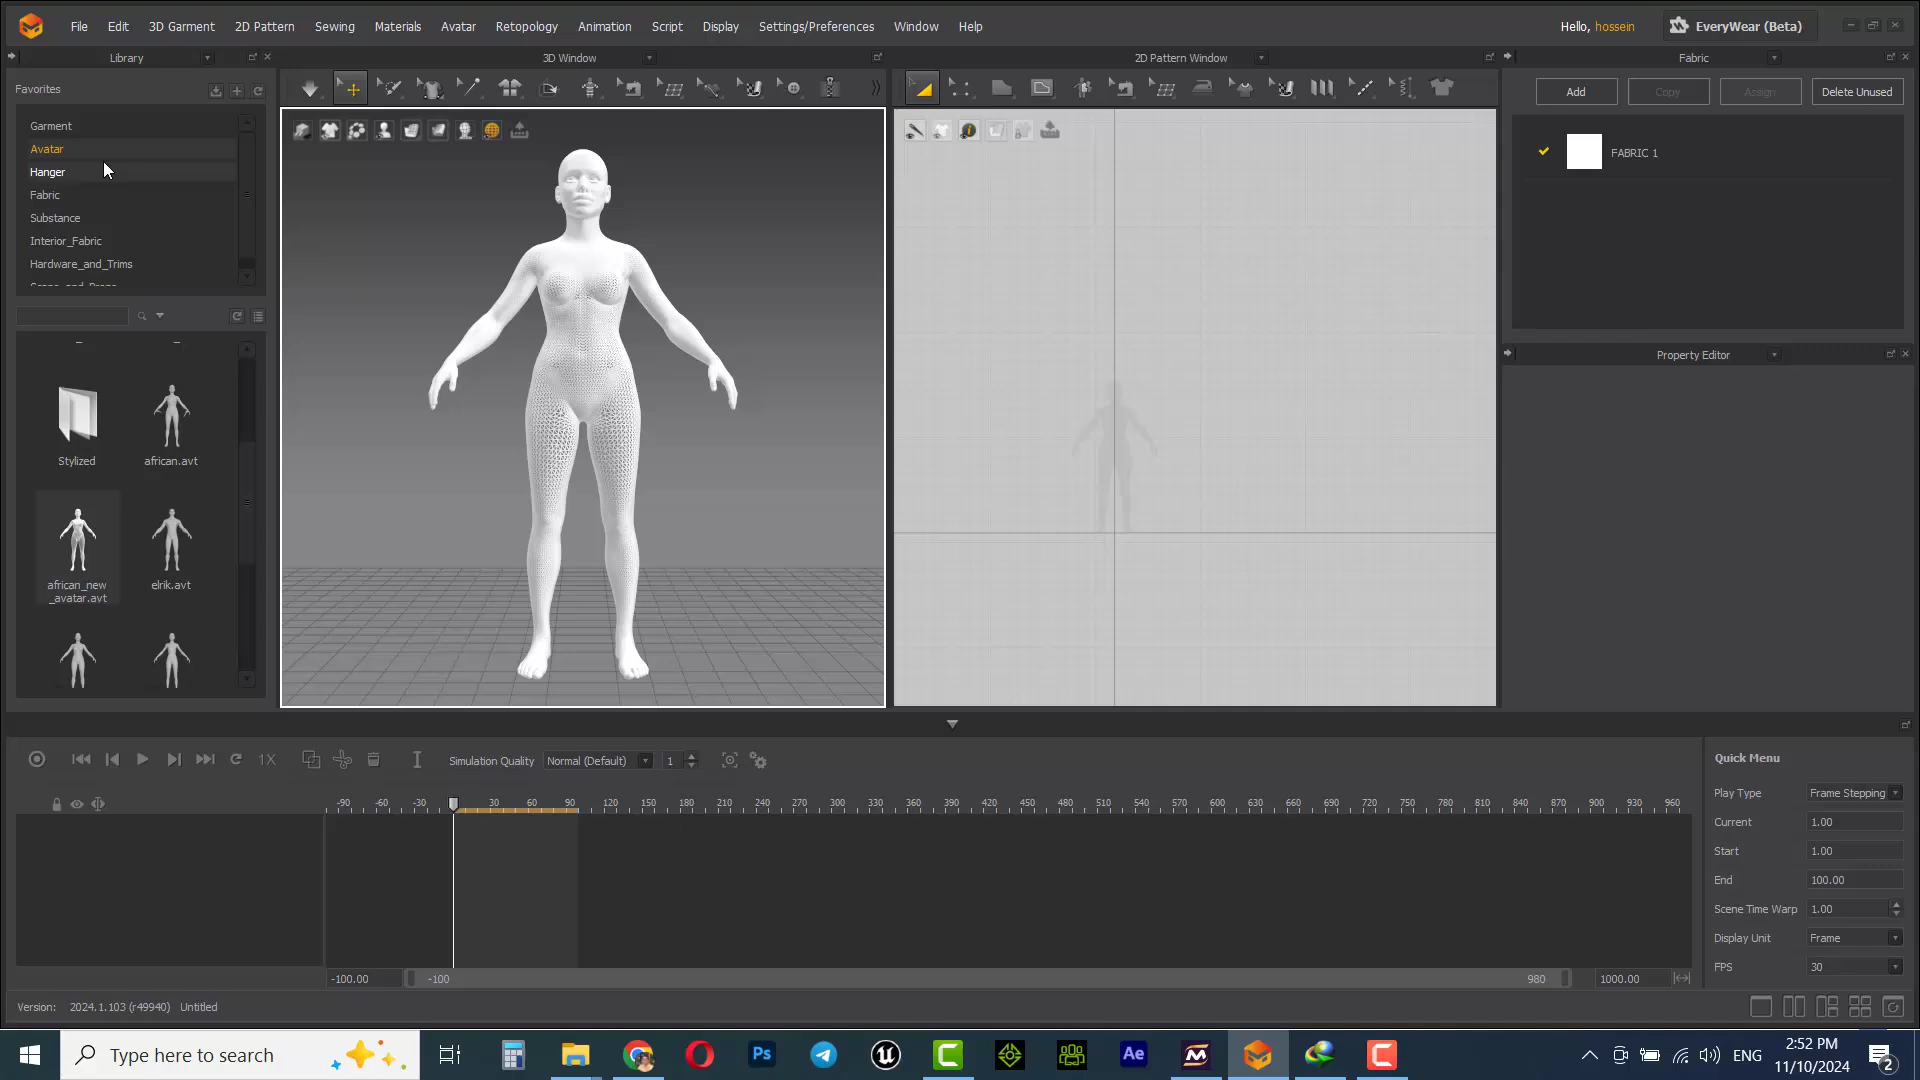 File Edit 3D Garment 2D Pattern Sewing Materials Avatar Retopology Animation Script Display Settings/Preferences Window Help Hello, hossein EveryWear (Beta)
Library 3D Window 2D Pattern Window Fabric
Favorites
Add Copy Assign Delete Unused
Garment
Avatar
Hanger
Fabric
Substance
Interior_Fabric
Hardware_and_Trims
FABRIC 1
Property Editor
Stylized african.avt
african_new
_avatar.avt
elrik.avt
1X Simulation Quality Normal (Default) 1
-90 -60 -30 30 60 90 120 150 180 210 240 270 300 330 360 390 420 450 480 510 540 570 600 630 660 690 720 750 780 810 840 870 900 930 960
-100.00 -100 980 1000.00
Quick Menu
Play Type Frame Stepping
Current 1.00
Start 1.00
End 100.00
Scene Time Warp 1.00
Display Unit Frame
FPS 30
Version: 2024.1.103 (r49940) Untitled
Type here to search
Ps
Ae
ENG
2:52 PM
11/10/2024
2